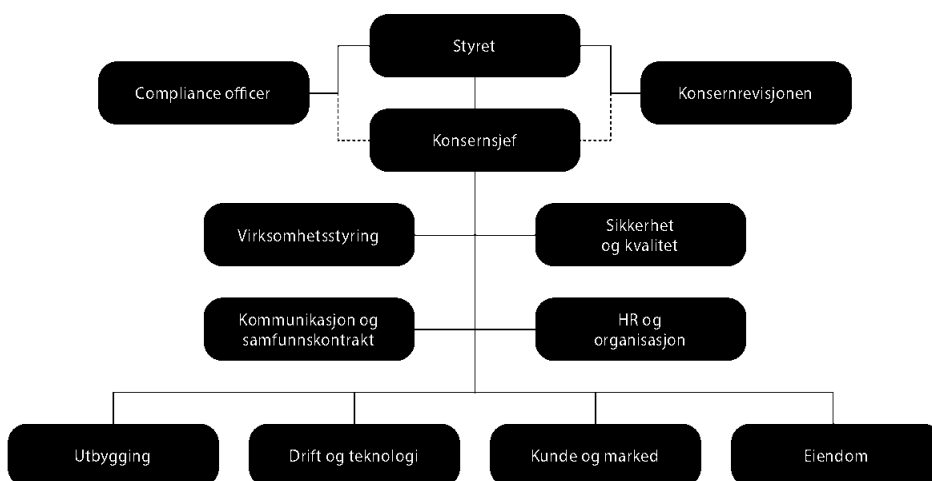 Styret
Compliance officer
Konsernrevisjonen
Konsernsjef
Virksomhetsstyring
Sikkerhet
og kvalitet
Kommunikasjon og
samfunnskontrakt
HR og
organisasjon
Utbygging
Drift og teknologi
Kunde og marked
Eiendom